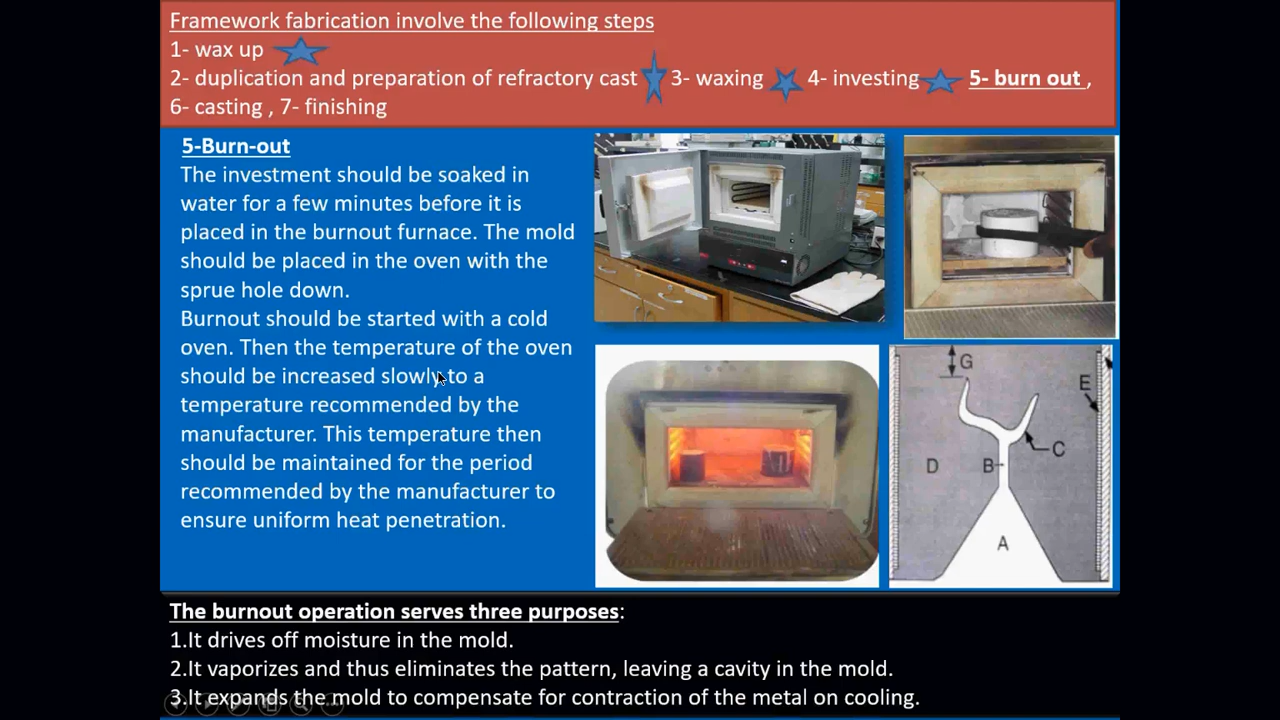 Framework fabrication involve the following steps
1- wax up
2- duplication and preparation of refractory cast 3- waxing 4- investing 5- burn out ,
6- casting , 7- finishing
5-Burn-out
The investment should be soaked in
water for a few minutes before it is
placed in the burnout furnace. The mold
should be placed in the oven with the
sprue hole down.
Burnout should be started with a cold
oven. Then the temperature of the oven
should be increased slowly to a
temperature recommended by the
manufacturer. This temperature then
should be maintained for the period
recommended by the manufacturer to
ensure uniform heat penetration.
G
E
C
D
B
A
The burnout operation serves three purposes:
1.It drives off moisture in the mold.
2.It vaporizes and thus eliminates the pattern, leaving a cavity in the mold.
3.It expands the mold to compensate for contraction of the metal on cooling.